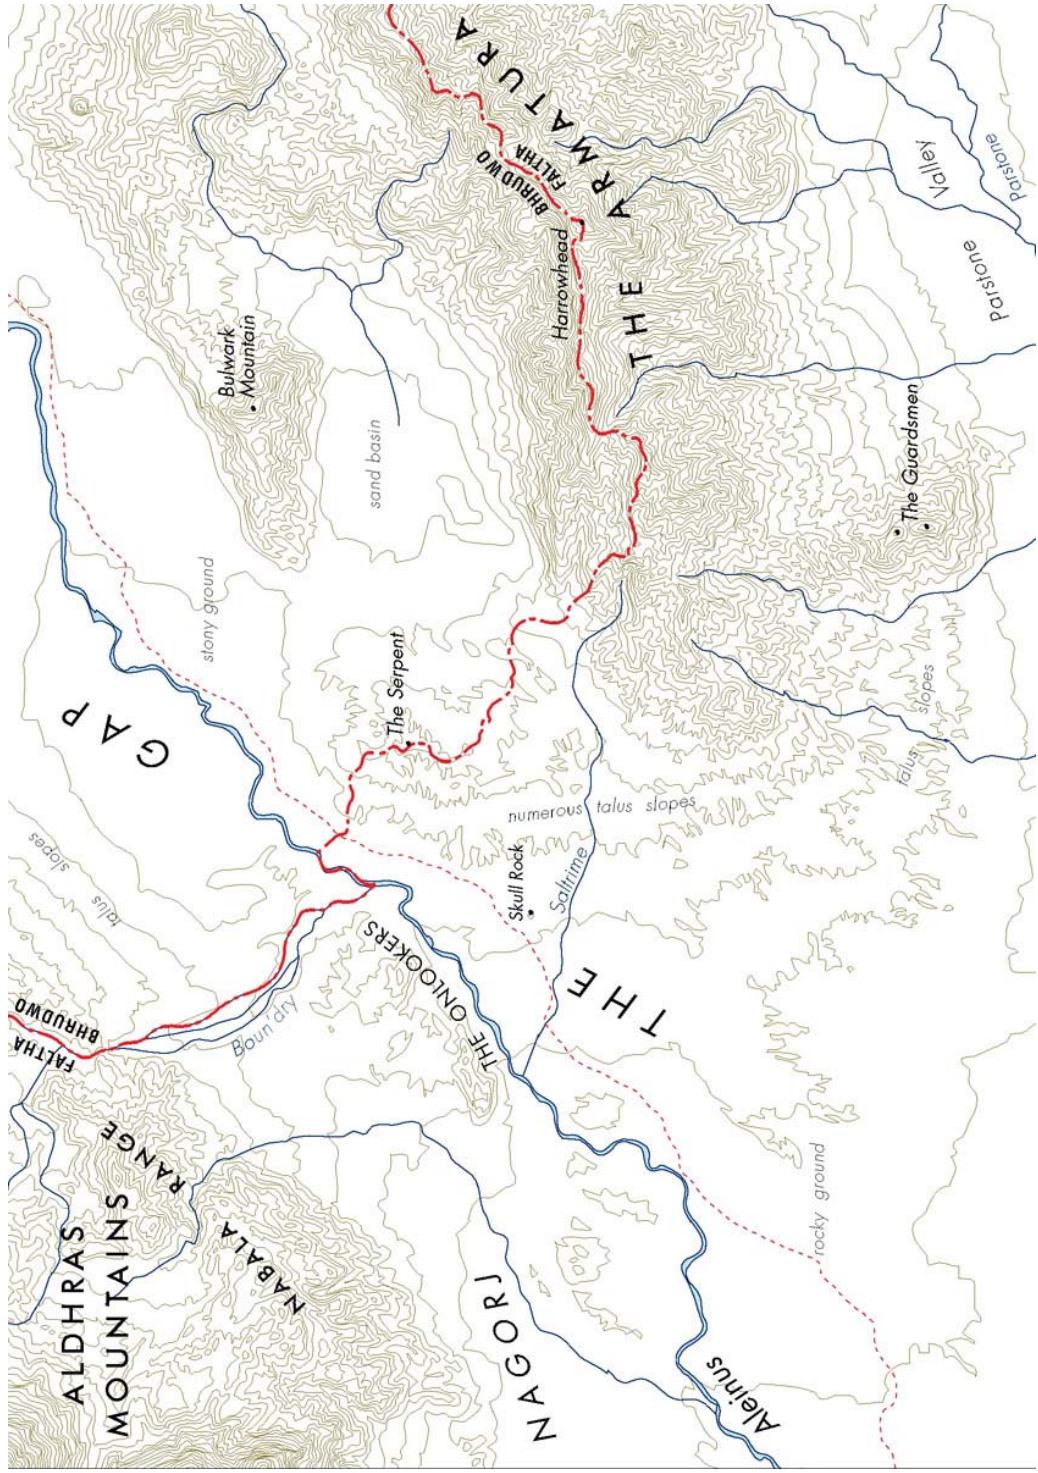 ALDHRAS
MOUNTAINS
NABALA
RANGE
FALTHA
BHRUDWO
talus
slopes
Boun dry
THE ONLOOKERS
NAGORJ
Aleinus
rocky ground
THE
GAP
Saltrime
Skull Rock
numerous talus slopes
The Serpent
stony ground
sand basin
Bulwark
Mountain
Harrowhead
BHRUDWO
FALTHA
THE ARMATURA
talus
slopes
The Guardsmen
Parstone
Valley
Parstone